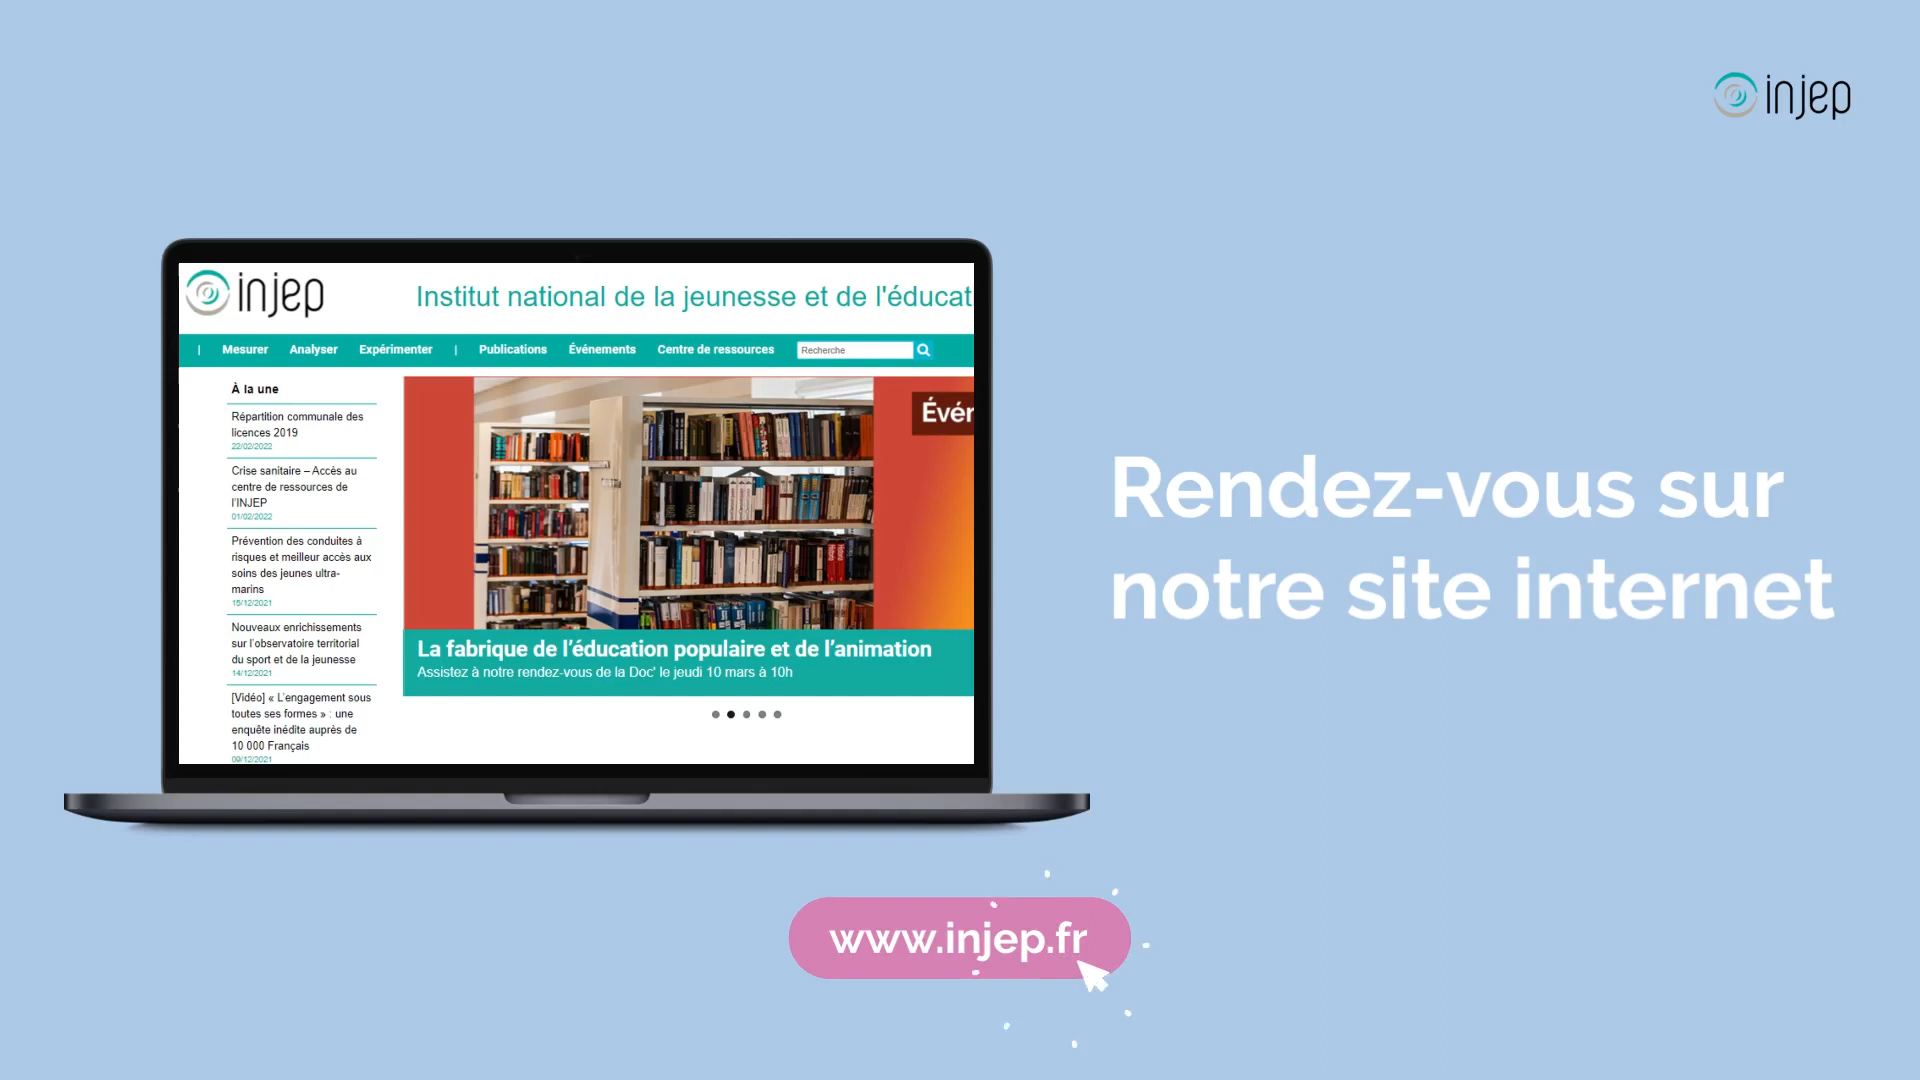 injep
injep
Institut national de la jeunesse et de l'éducat
| Mesurer Analyser Expérimenter | Publications Événements Centre de ressources Recherche
À la une
Répartition communale des
licences 2019
22/02/2022
Crise sanitaire – Accès au
centre de ressources de
l'INJEP
01/02/2022
Prévention des conduites à
risques et meilleur accès aux
soins des jeunes ultra-
marins
15/12/2021
Nouveaux enrichissements
sur l'observatoire territorial
du sport et de la jeunesse
14/12/2021
[Vidéo] « L'engagement sous
toutes ses formes » : une
enquête inédite auprès de
10 000 Français
09/12/2021
Évén
La fabrique de l'éducation populaire et de l'animation
Assistez à notre rendez-vous de la Doc' le jeudi 10 mars à 10h
Rendez-vous sur
notre site internet
www.injep.fr